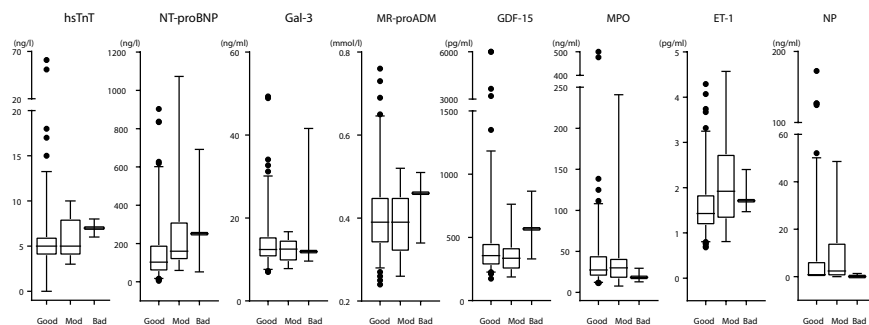 hsTnT NT-proBNP Gal-3 MR-proADM GDF-15 MPO ET-1 NP
(ng/l) (ng/l) (ng/ml) (mmol/l) (pg/ml) (ng/ml) (pg/ml) (ng/ml)
70 1200 60 0.8 6000 500 5 200
400
20 1000 3000 300 100
20 1500 250 4
800 40 0.6 200 60
15 1000 3
600 150 40
10 400 20 0.4 500 100 2
5 200 50 1 20
0 0 0 0.2 0 0 0 0
Good Mod Bad Good Mod Bad Good Mod Bad Good Mod Bad Good Mod Bad Good Mod Bad Good Mod Bad Good Mod Bad